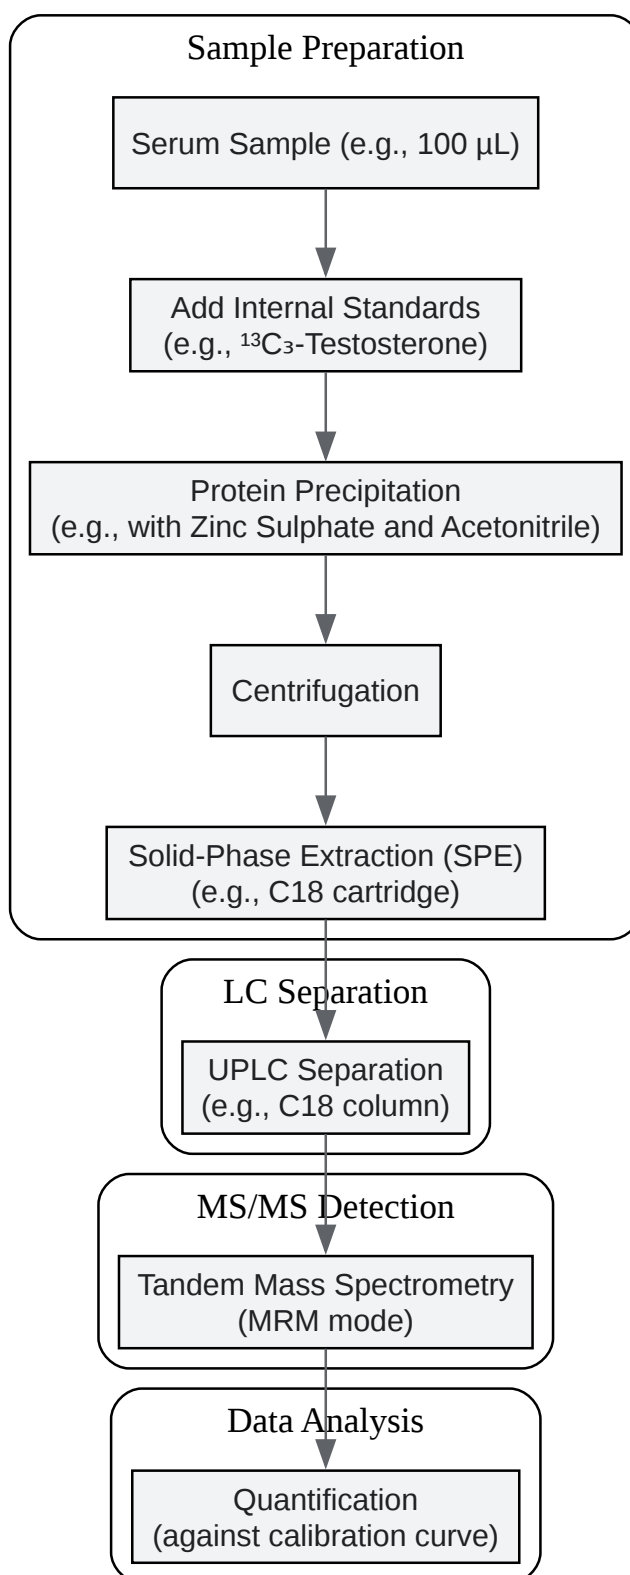 Sample Preparation
Serum Sample (e.g., 100 µL)
Add Internal Standards
(e.g., ¹³C₃-Testosterone)
Protein Precipitation
(e.g., with Zinc Sulphate and Acetonitrile)
Centrifugation
Solid-Phase Extraction (SPE)
(e.g., C18 cartridge)
LC Separation
UPLC Separation
(e.g., C18 column)
MS/MS Detection
Tandem Mass Spectrometry
(MRM mode)
Data Analysis
Quantification
(against calibration curve)